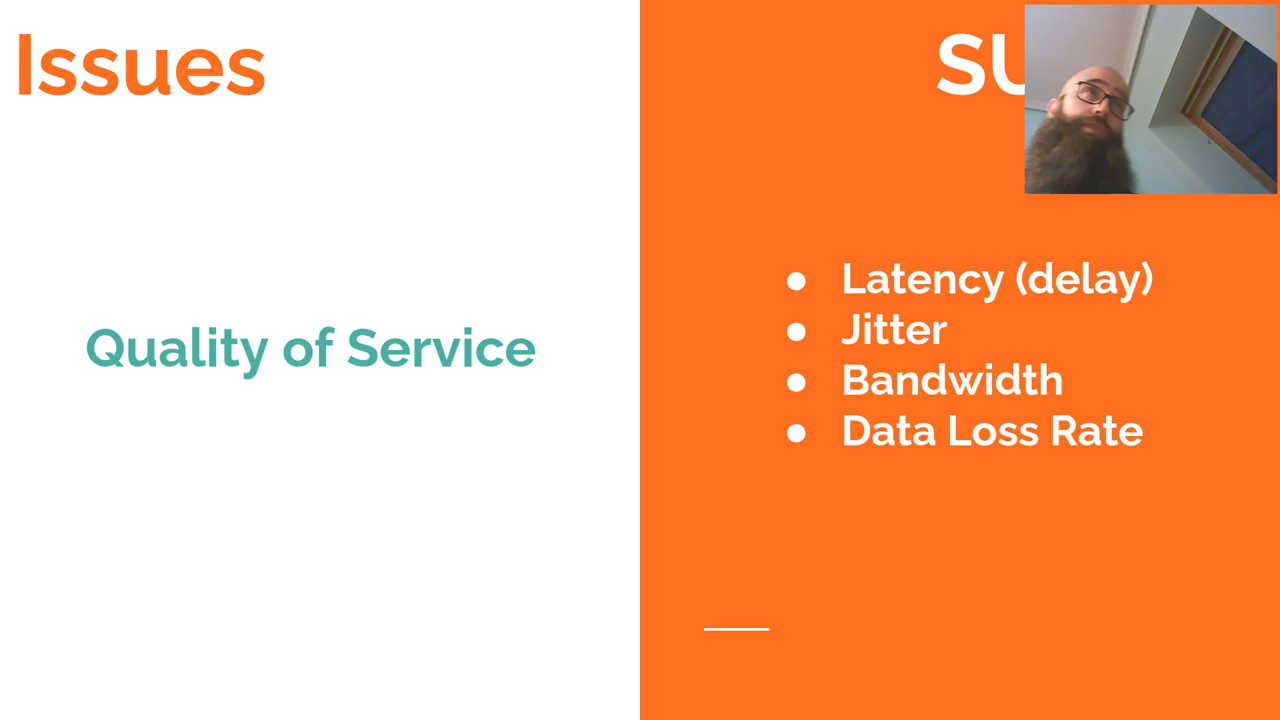 Issues
Quality of Service
Latency (delay)
Jitter
Bandwidth
Data Loss Rate